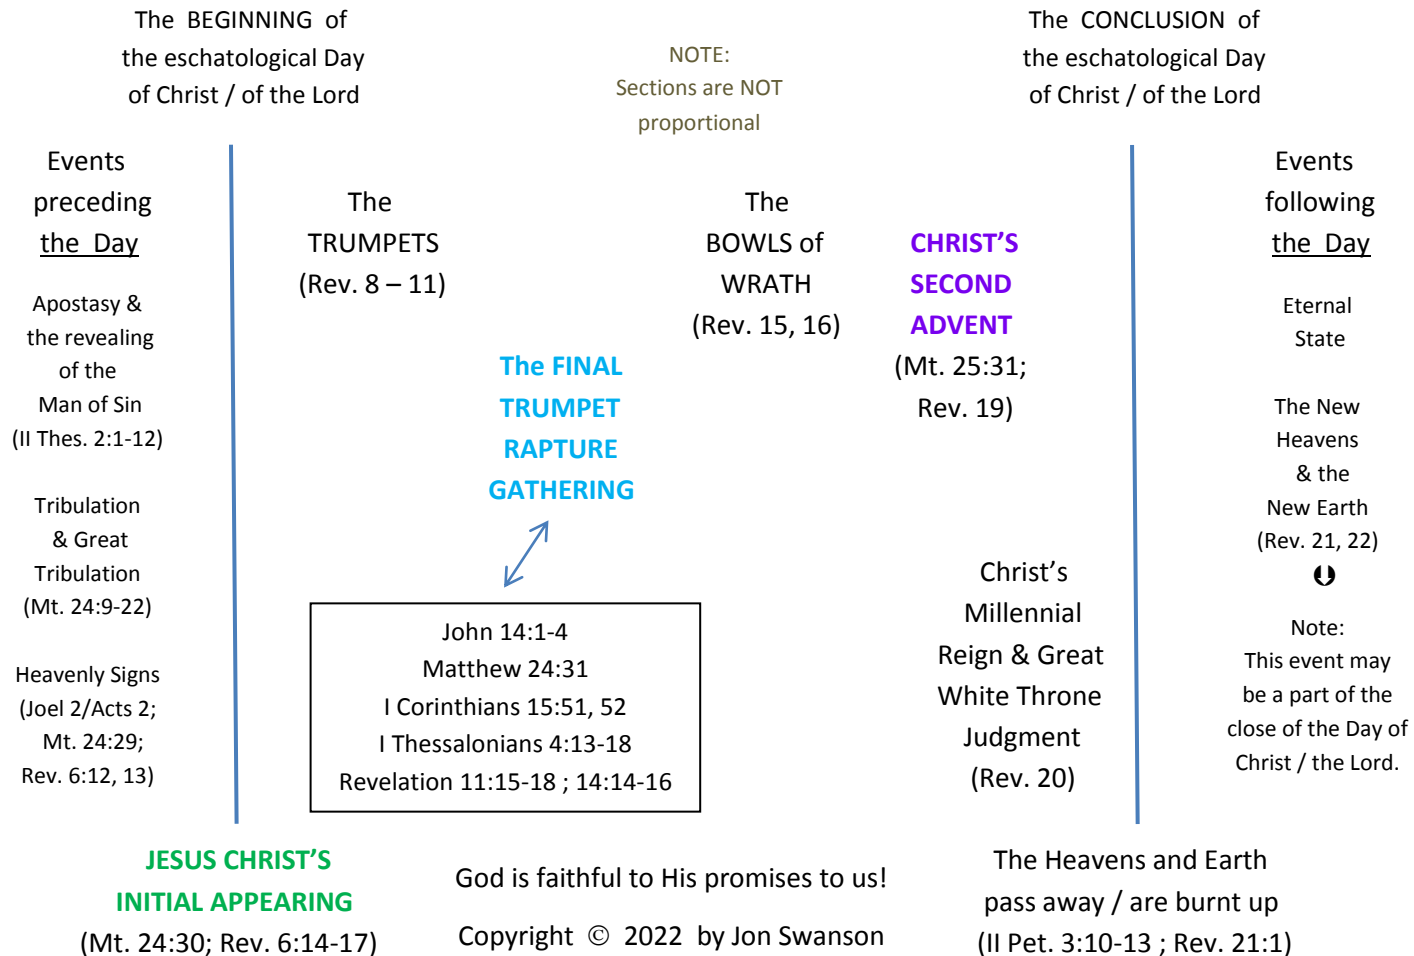 The BEGINNING of
the eschatological Day
of Christ / of the Lord
NOTE:
Sections are NOT
proportional
The CONCLUSION of
the eschatological Day
of Christ / of the Lord
Events
preceding
the Day
Apostasy &
the revealing
of the
Man of Sin
(II Thes. 2:1-12)
Tribulation
& Great
Tribulation
(Mt. 24:9-22)
Heavenly Signs
(Joel 2/Acts 2;
Mt. 24:29;
Rev. 6:12, 13)
The
TRUMPETS
(Rev. 8 – 11)
The FINAL
TRUMPET
RAPTURE
GATHERING
John 14:1-4
Matthew 24:31
I Corinthians 15:51, 52
I Thessalonians 4:13-18
Revelation 11:15-18 ; 14:14-16
The
BOWLS of
WRATH
(Rev. 15, 16)
CHRIST’S
SECOND
ADVENT
(Mt. 25:31;
Rev. 19)
Christ’s
Millennial
Reign & Great
White Throne
Judgment
(Rev. 20)
Events
following
the Day
Eternal
State
The New
Heavens
& the
New Earth
(Rev. 21, 22)
Note:
This event may
be a part of the
close of the Day of
Christ / the Lord.
JESUS CHRIST’S
INITIAL APPEARING
(Mt. 24:30; Rev. 6:14-17)
God is faithful to His promises to us!
Copyright © 2022 by Jon Swanson
The Heavens and Earth
pass away / are burnt up
(II Pet. 3:10-13 ; Rev. 21:1)